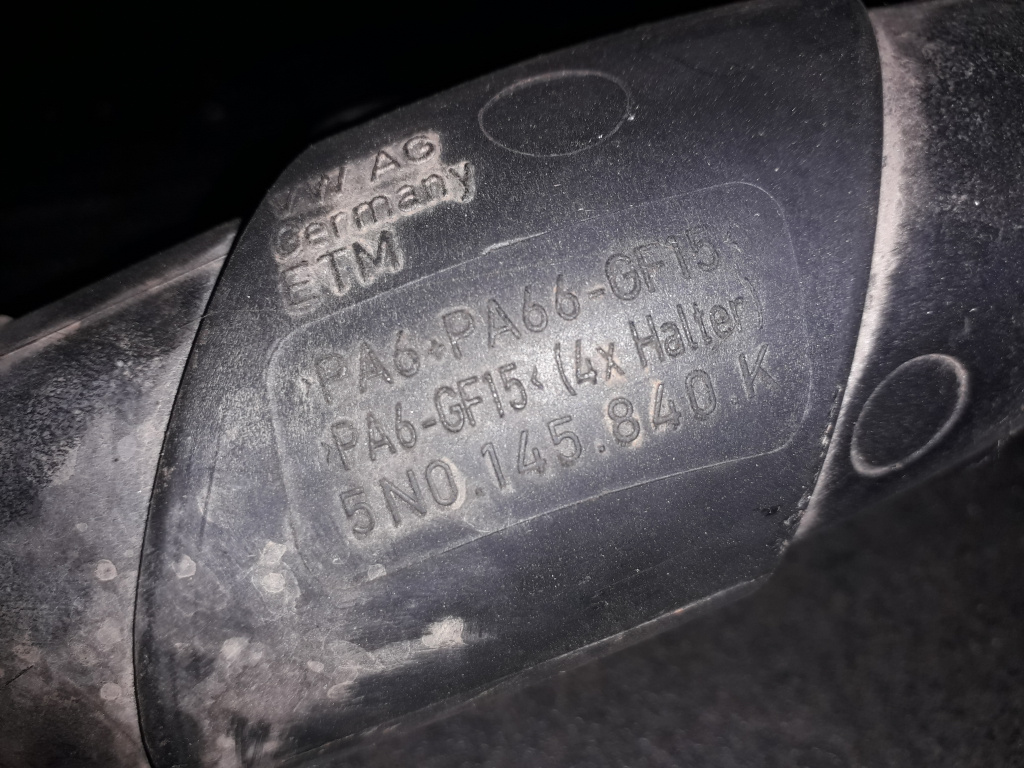 VW AG
Germany
ETM
>PA6+PA66-GF15<
>PA6-GF15< (4x Halter)
5N0.145.840 K